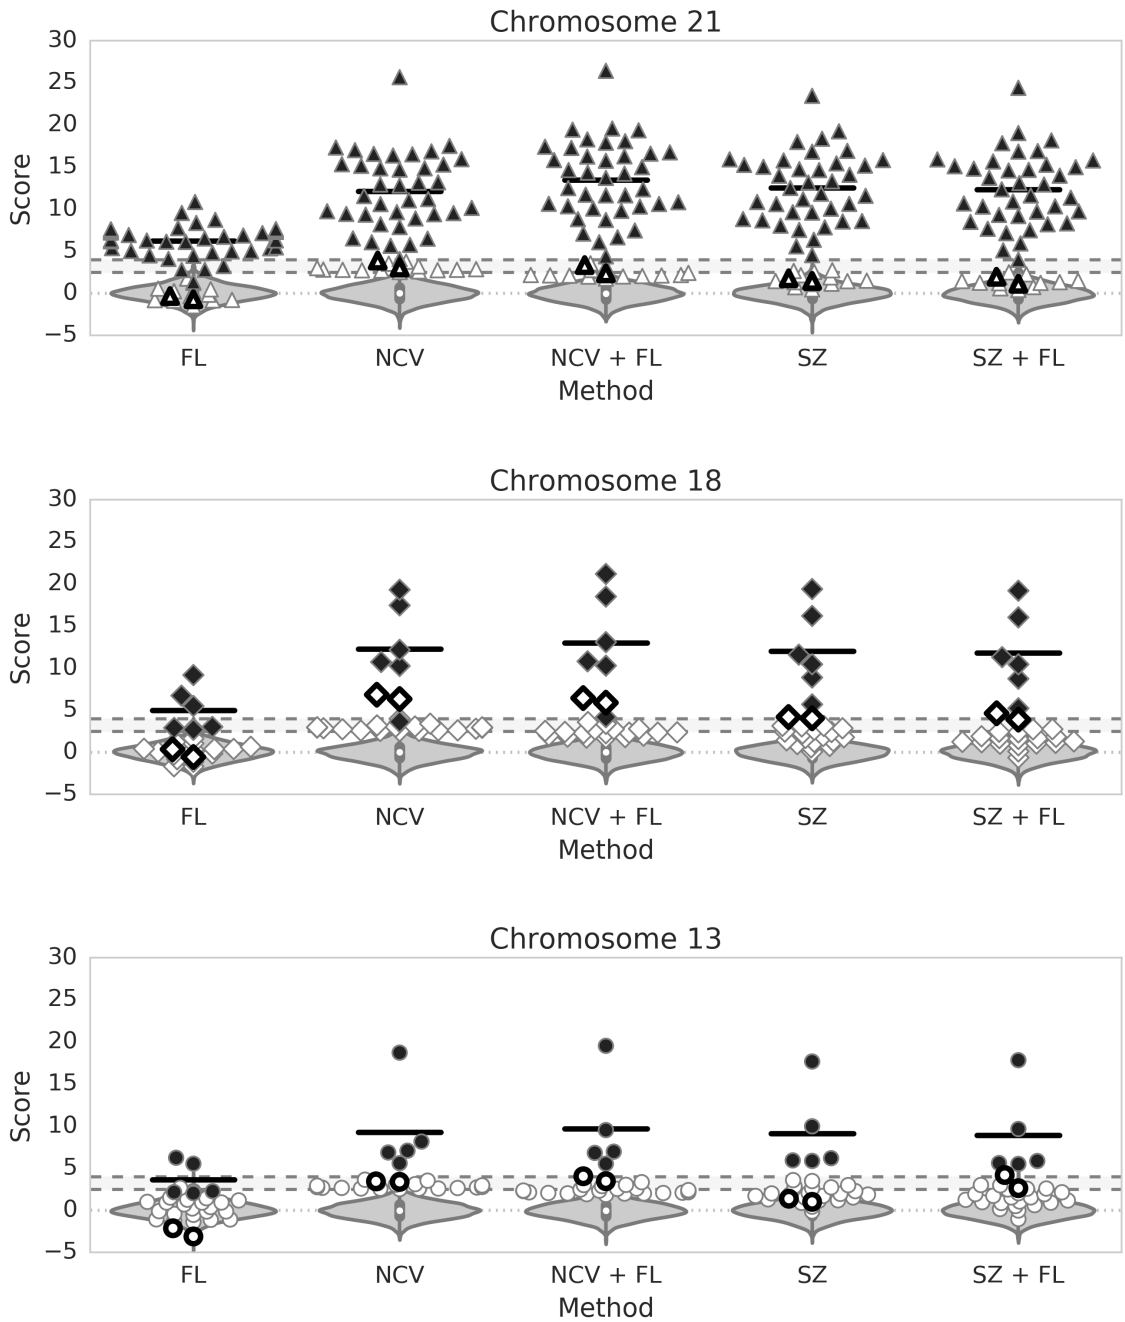 Chromosome 21
30
25
20
15
10
5
0
−5
Score
FL NCV NCV + FL SZ SZ + FL
Method
Chromosome 18
30
25
20
15
10
5
0
−5
Score
FL NCV NCV + FL SZ SZ + FL
Method
Chromosome 13
30
25
20
15
10
5
0
−5
Score
FL NCV NCV + FL SZ SZ + FL
Method